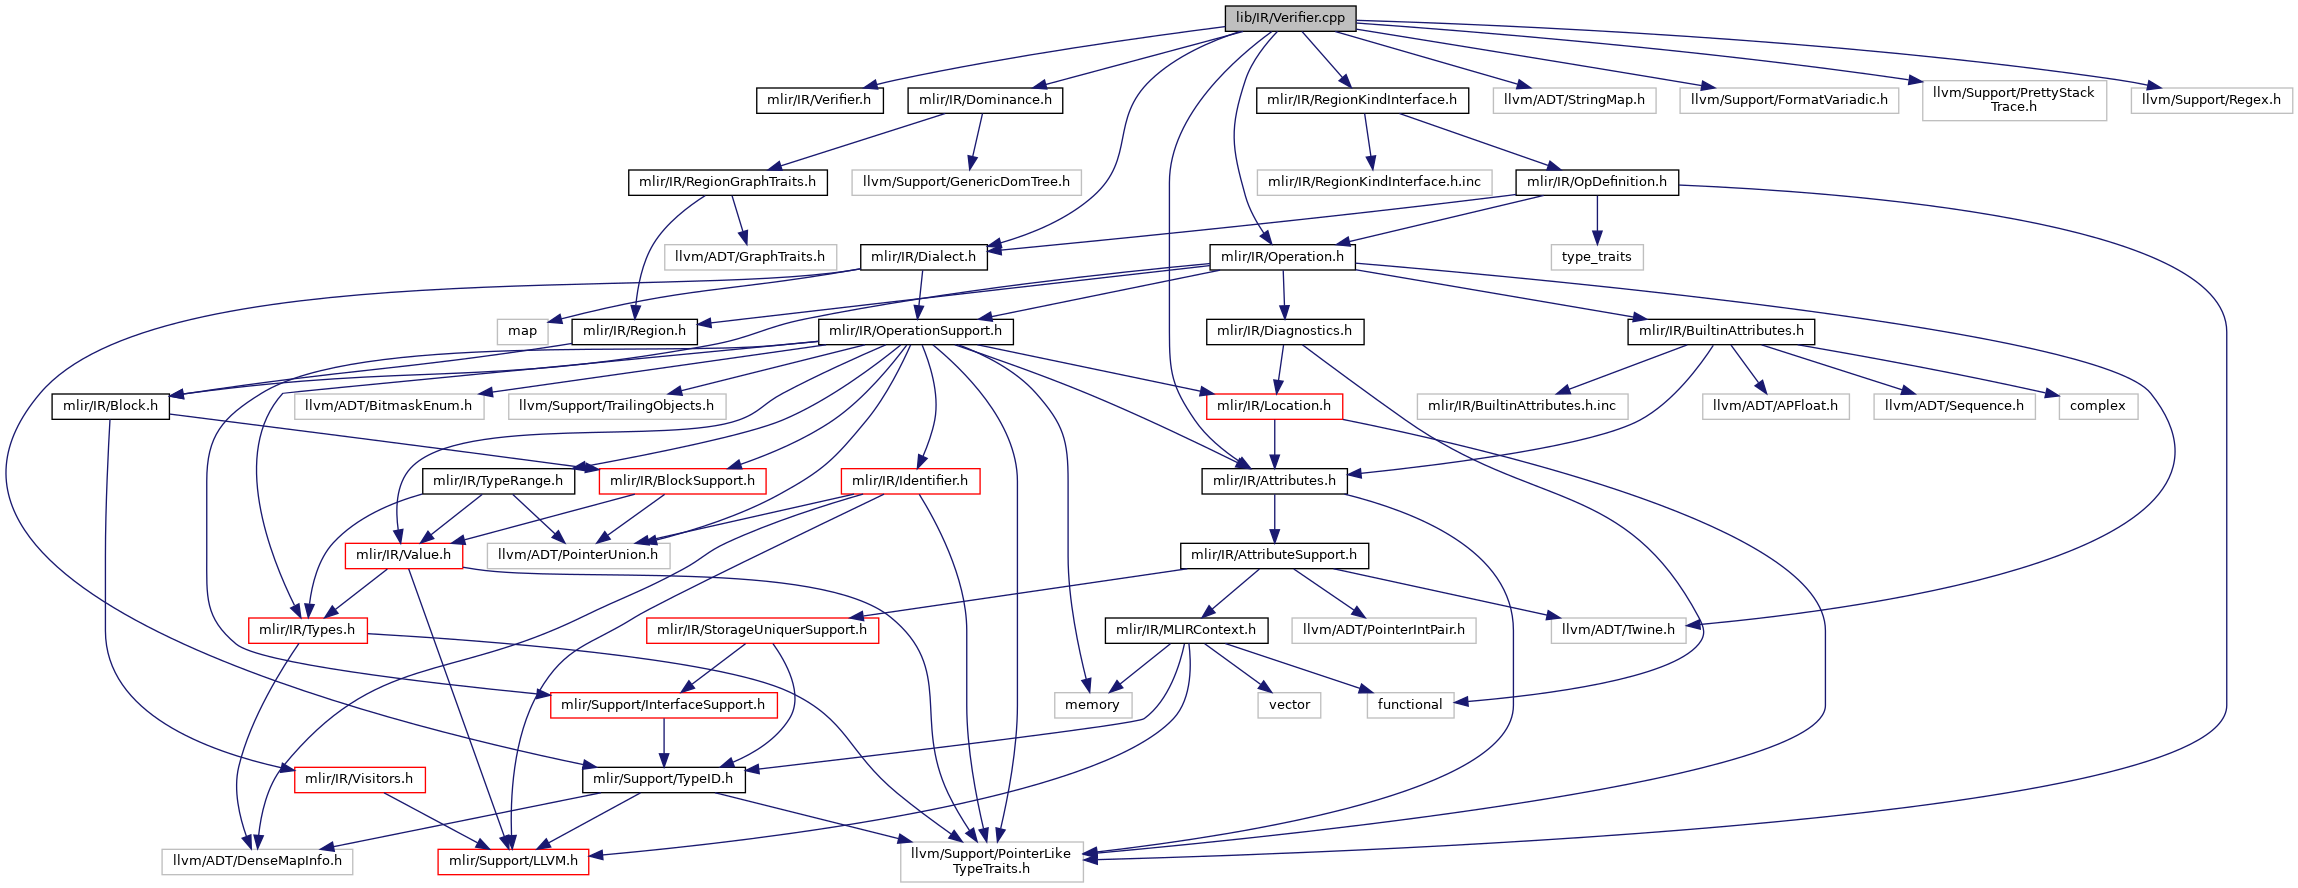 lib/IR/Verifier.cpp
mlir/IR/Verifier.h
mlir/IR/Dominance.h
mlir/IR/RegionKindInterface.h
llvm/ADT/StringMap.h
llvm/Support/FormatVariadic.h
llvm/Support/PrettyStack
Trace.h
llvm/Support/Regex.h
mlir/IR/RegionGraphTraits.h
llvm/Support/GenericDomTree.h
mlir/IR/RegionKindInterface.h.inc
mlir/IR/OpDefinition.h
llvm/ADT/GraphTraits.h
mlir/IR/Dialect.h
mlir/IR/Operation.h
type_traits
map
mlir/IR/Region.h
mlir/IR/OperationSupport.h
mlir/IR/Diagnostics.h
mlir/IR/BuiltinAttributes.h
mlir/IR/Block.h
llvm/ADT/BitmaskEnum.h
llvm/Support/TrailingObjects.h
mlir/IR/Location.h
mlir/IR/BuiltinAttributes.h.inc
llvm/ADT/APFloat.h
llvm/ADT/Sequence.h
complex
mlir/IR/TypeRange.h
mlir/IR/BlockSupport.h
mlir/IR/Identifier.h
mlir/IR/Attributes.h
mlir/IR/Value.h
llvm/ADT/PointerUnion.h
mlir/IR/AttributeSupport.h
mlir/IR/Types.h
mlir/IR/StorageUniquerSupport.h
mlir/IR/MLIRContext.h
llvm/ADT/PointerIntPair.h
llvm/ADT/Twine.h
mlir/Support/InterfaceSupport.h
memory
vector
functional
mlir/IR/Visitors.h
mlir/Support/TypeID.h
llvm/ADT/DenseMapInfo.h
mlir/Support/LLVM.h
llvm/Support/PointerLike
TypeTraits.h